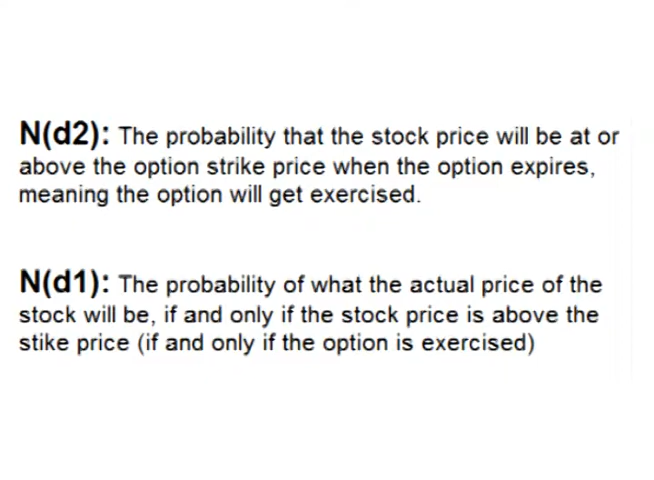 N(d2): The probability that the stock price will be at or
above the option strike price when the option expires,
meaning the option will get exercised.
N(d1): The probability of what the actual price of the
stock will be, if and only if the stock price is above the
stike price (if and only if the option is exercised)